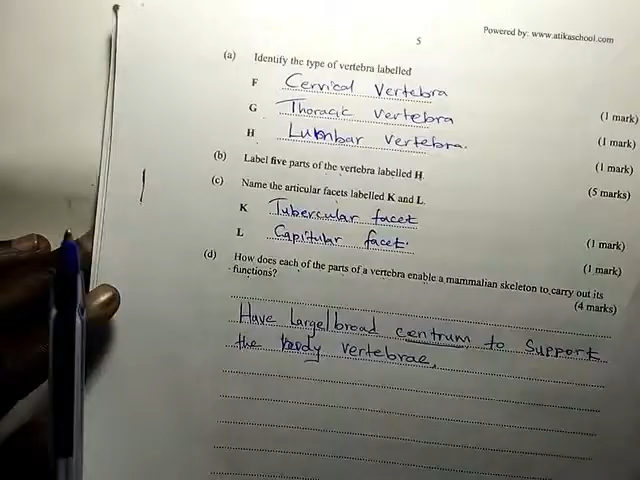 Powered by: www.atikaschool.com
5
(a) Identify the type of vertebra labelled
F Cervical Vertebra (1 mark)
G Thoracic vertebra (1 mark)
H Lumbar vertebra. (1 mark)
(b) Label five parts of the vertebra labelled H. (5 marks)
(c) Name the articular facets labelled K and L.
K Tubercular facet (1 mark)
L Capitular facet. (1 mark)
(d) How does each of the parts of a vertebra enable a mammalian skeleton to carry out its
functions? (4 marks)
Have large/broad centrum to support
the body vertebrae,